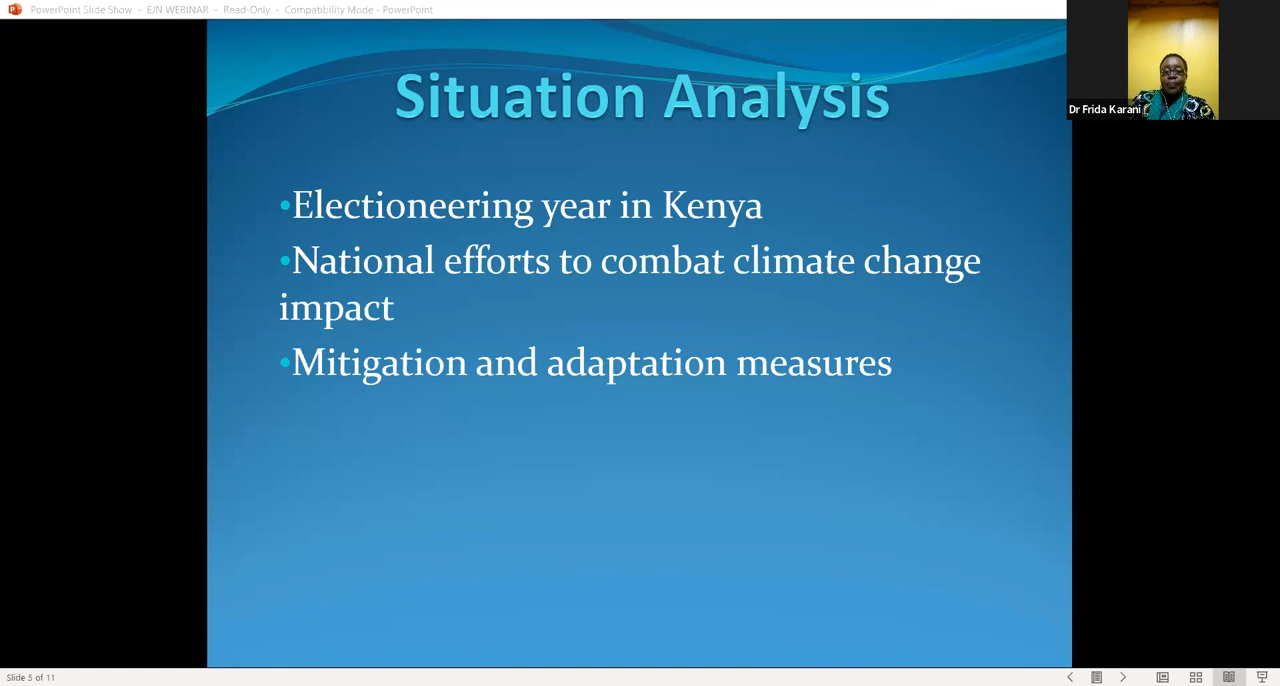 PowerPoint Slide Show - EJN WEBINAR - Read-Only - Compatibility Mode - PowerPoint
Dr Frida Karani
Situation Analysis
•Electioneering year in Kenya
•National efforts to combat climate change
impact
•Mitigation and adaptation measures
Slide 5 of 11